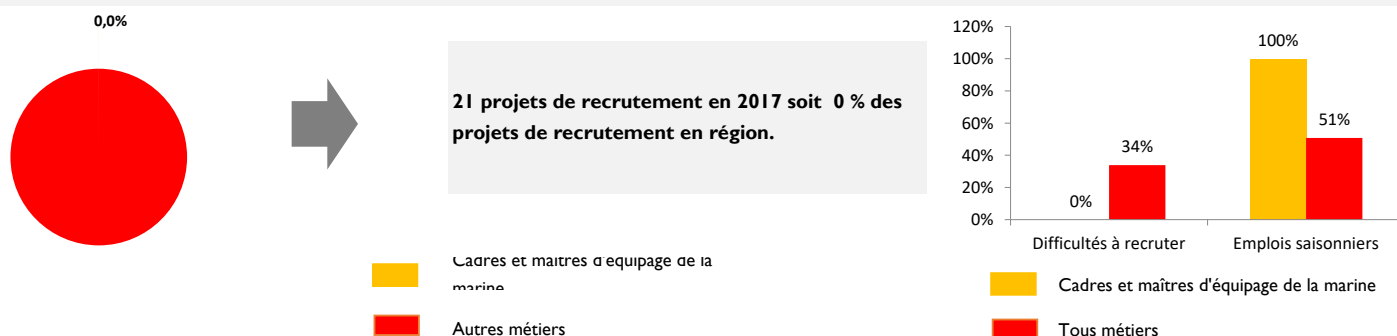 0,0%
21 projets de recrutement en 2017 soit 0 % des
projets de recrutement en région.
Cadres et maîtres d'équipage de la
marine
Autres métiers
120%
100%
80%
60%
40%
20%
0%
0%
34%
100%
51%
Difficultés à recruter
Emplois saisonniers
Cadres et maîtres d'équipage de la marine
Tous métiers